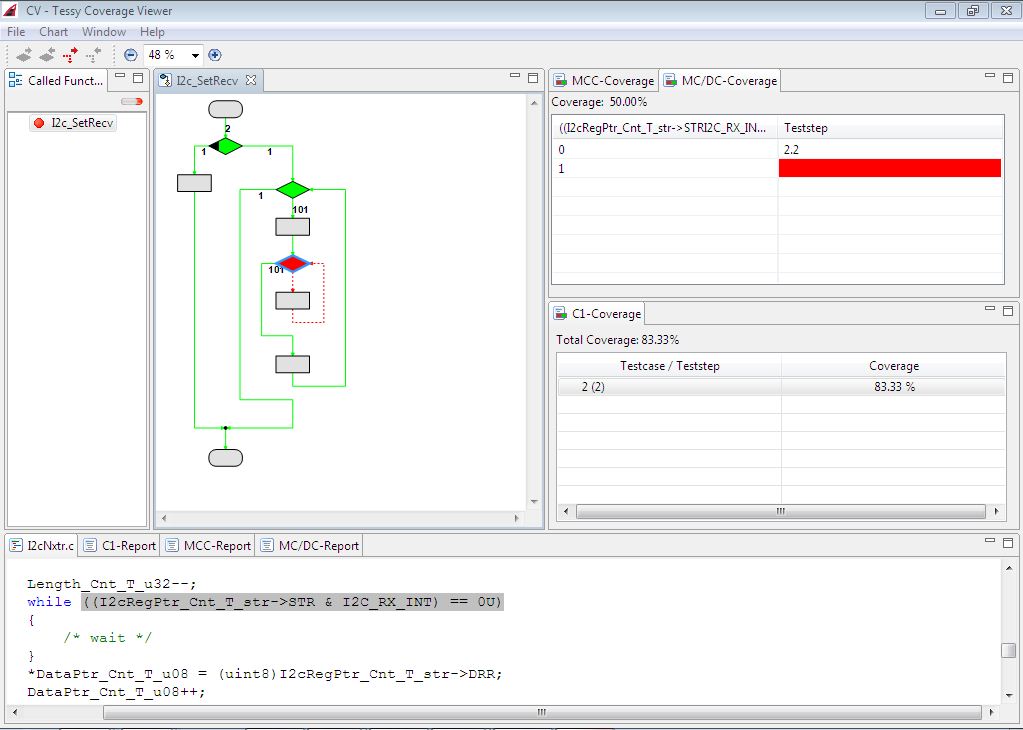 CV - Tessy Coverage Viewer
File Chart Window Help
48 %
Called Funct...
I2c_SetRecv
I2c_SetRecv
2
1 1
1
101
101
MCC-Coverage MC/DC-Coverage
Coverage: 50.00%
((I2cRegPtr_Cnt_T_str->STRI2C_RX_IN... Teststep
0 2.2
1
C1-Coverage
Total Coverage: 83.33%
Testcase / Teststep Coverage
2 (2) 83.33 %
I2cNxtr.c C1-Report MCC-Report MC/DC-Report
Length_Cnt_T_u32--;
while ((I2cRegPtr_Cnt_T_str->STR & I2C_RX_INT) == 0U)
{
/* wait */
}
*DataPtr_Cnt_T_u08 = (uint8)I2cRegPtr_Cnt_T_str->DRR;
DataPtr_Cnt_T_u08++;